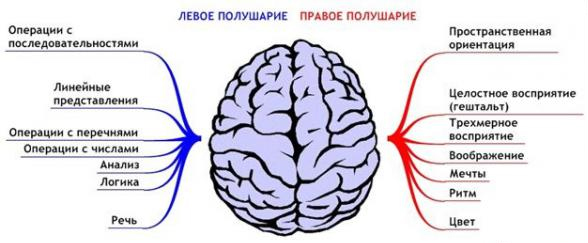 ЛЕВОЕ ПОЛУШАРИЕ ПРАВОЕ ПОЛУШАРИЕ
Операции с
последовательностями
Линейные
представления
Операции с перечнями
Операции с числами
Анализ
Логика
Речь
Пространственная
ориентация
Целостное восприятие
(гештальт)
Трехмерное
восприятие
Воображение
Мечты
Ритм
Цвет